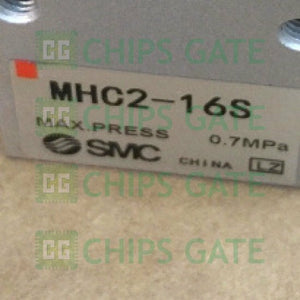 CHIPS GATE
MHC2-16S
MAX.PRESS 0.7MPa
SMC
CHINA LZ
CHIPS GATE
CHIPS GATE